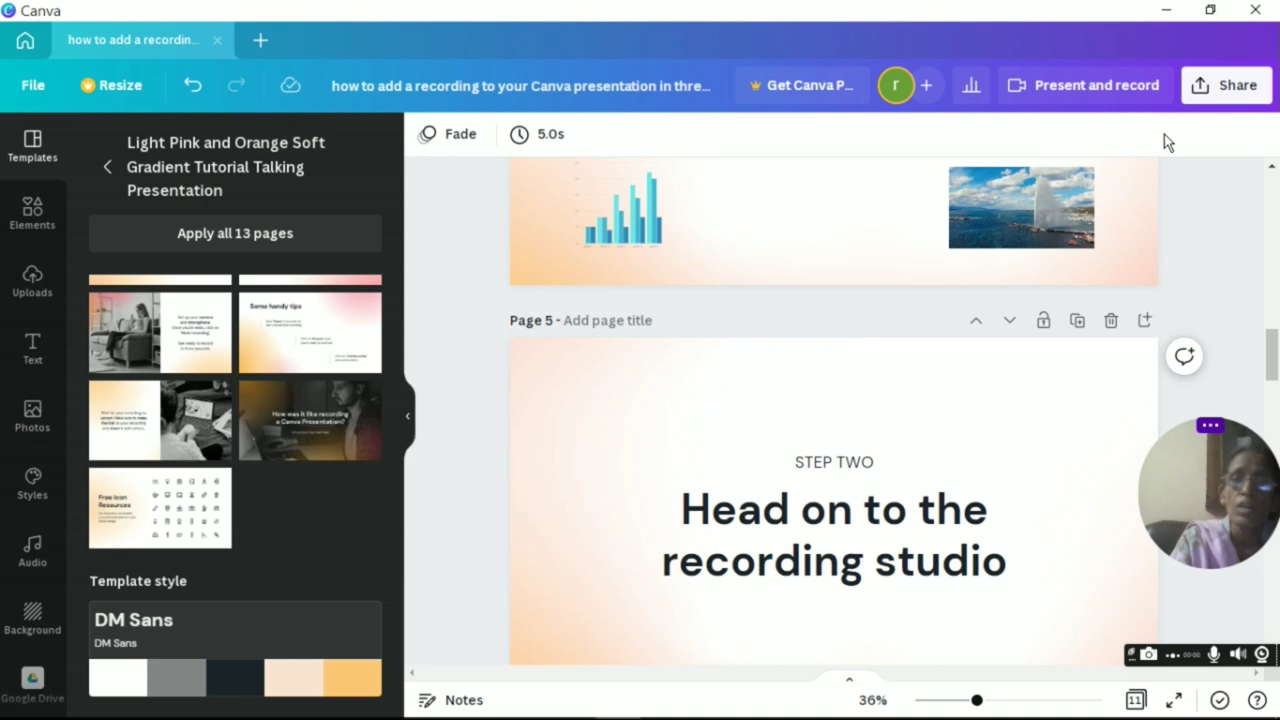 Canva
how to add a recordin...
File
Resize
how to add a recording to your Canva presentation in thre...
Get Canva P...
r
Present and record
Share
Templates
Elements
Uploads
Text
Photos
Styles
Audio
Background
Google Drive
Light Pink and Orange Soft
Gradient Tutorial Talking
Presentation
Apply all 13 pages
Some handy tips
How was it like recording
a Canva Presentation?
Free Icon
Resources
Template style
DM Sans
DM Sans
Fade
5.0s
Page 5 - Add page title
STEP TWO
Head on to the
recording studio
00:00
Notes
36%
11